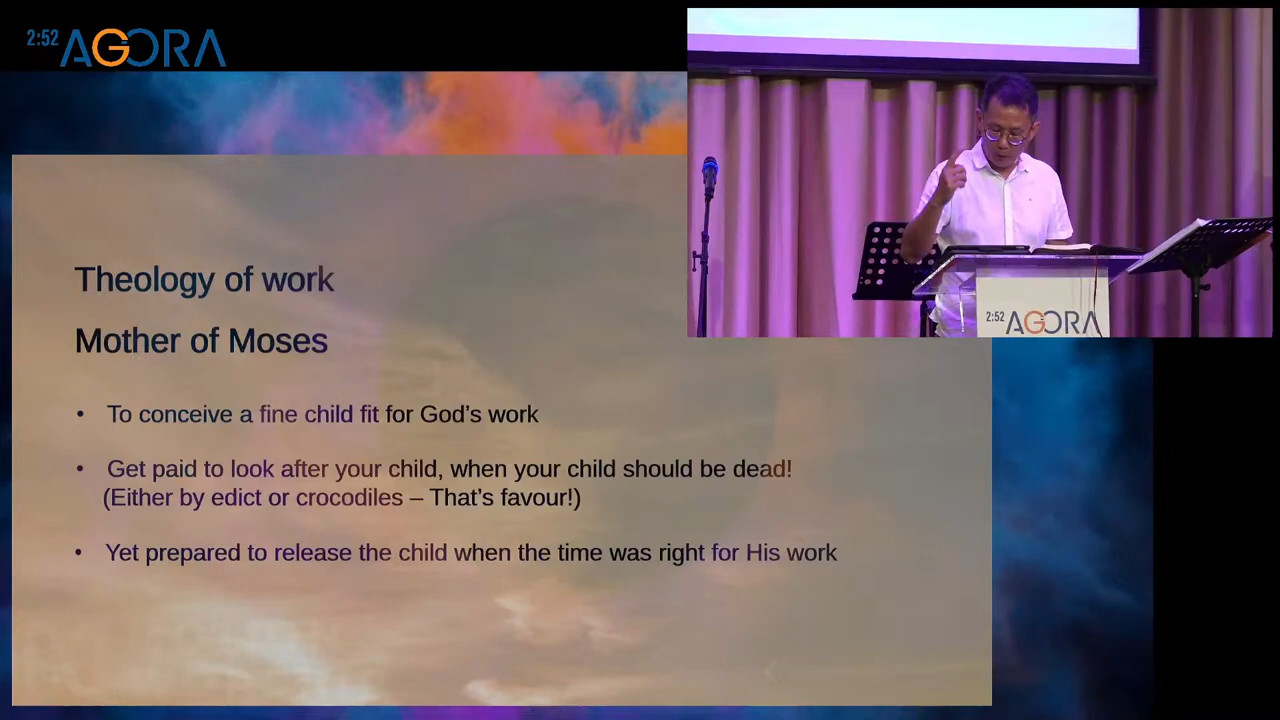 2:52 AGORA
Theology of work
Mother of Moses
• To conceive a fine child fit for God's work
• Get paid to look after your child, when your child should be dead!
(Either by edict or crocodiles – That's favour!)
• Yet prepared to release the child when the time was right for His work
2:52 AGORA